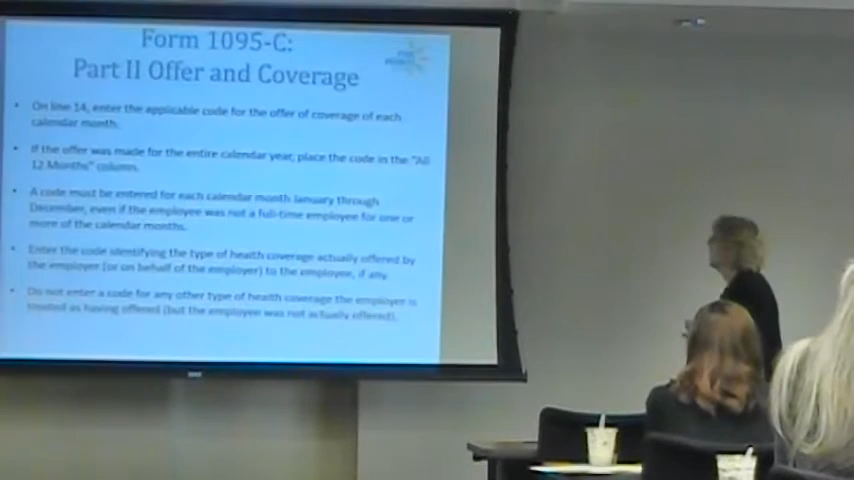 Form 1095-C:
Part II Offer and Coverage
• On line 14, enter the applicable code for the offer of coverage of each
calendar month.
• If the offer was made for the entire calendar year, place the code in the "All
12 Months" column.
• A code must be entered for each calendar month January through
December, even if the employee was not a full-time employee for one or
more of the calendar months.
• Enter the code identifying the type of health coverage actually offered by
the employer (or on behalf of the employer) to the employee, if any.
• Do not enter a code for any other type of health coverage the employer is
treated as having offered (but the employee was not actually offered).